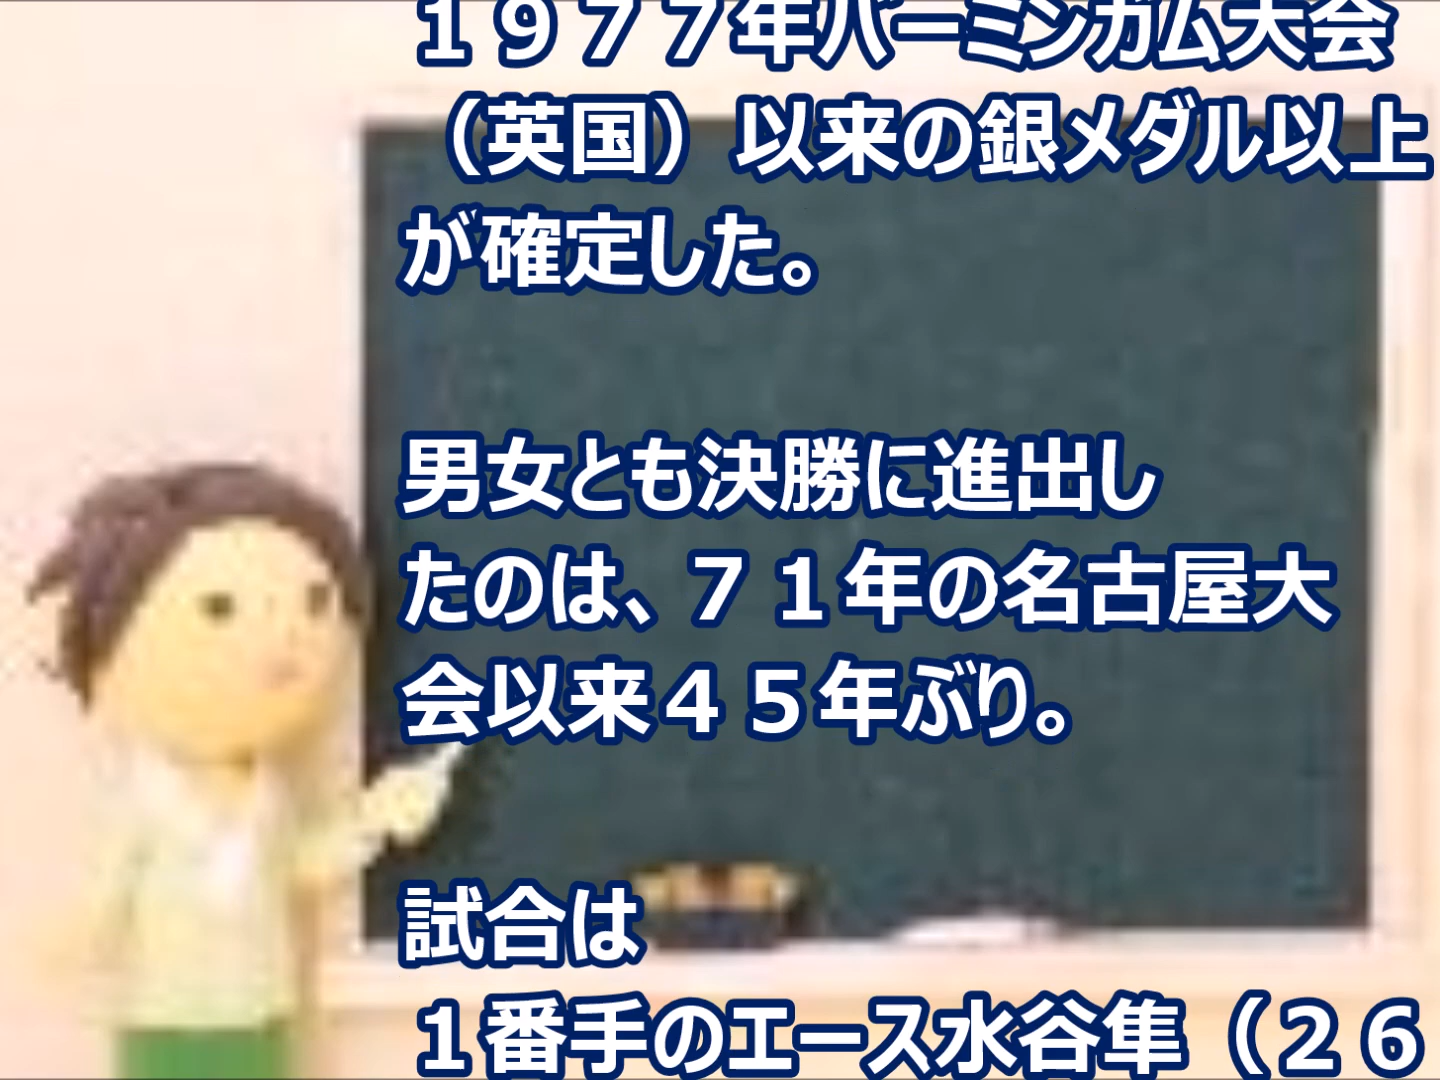 １９７７年バーミンガム大会
（英国）以来の銀メダル以上
が確定した。
男女とも決勝に進出し
たのは、７１年の名古屋大
会以来４５年ぶり。
試合は
１番手のエース水谷隼（２６